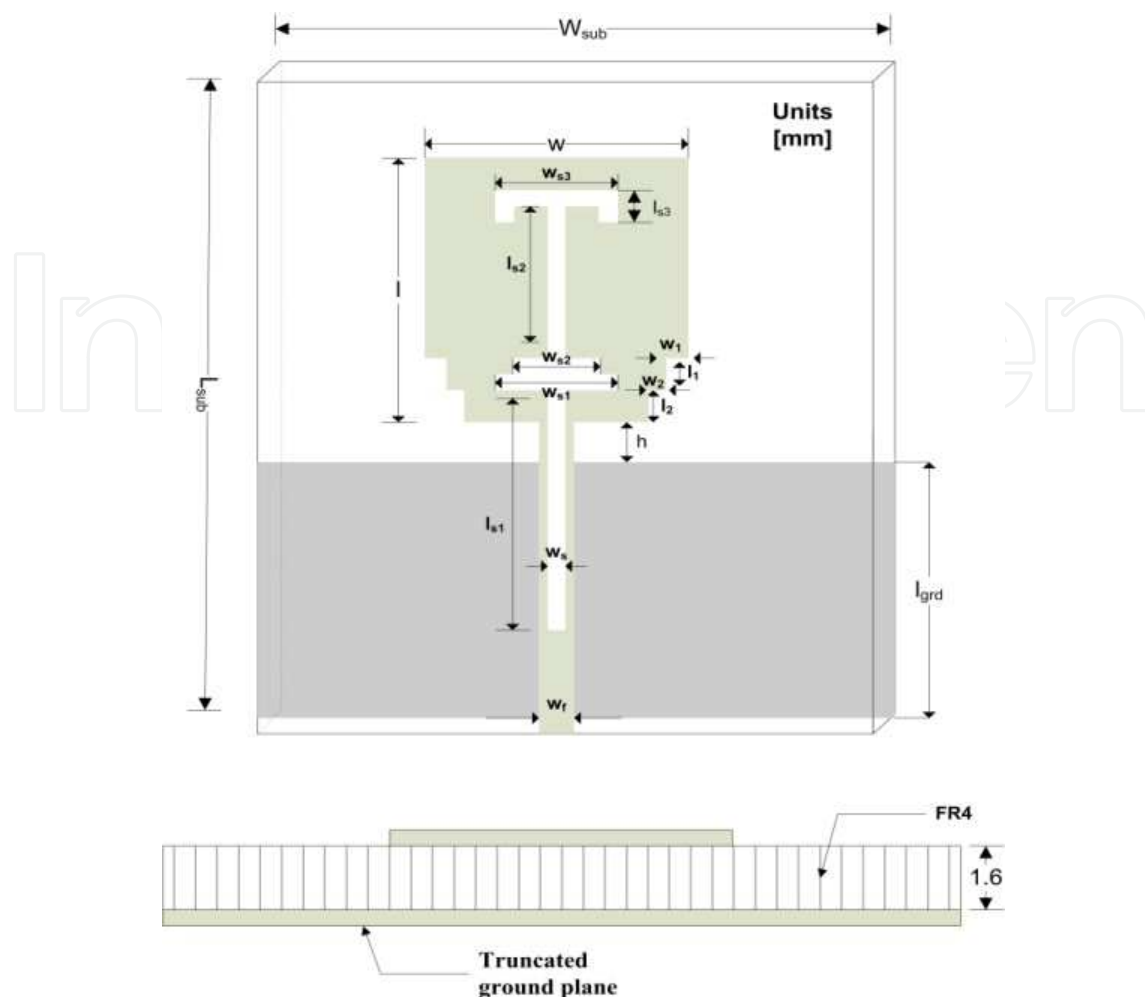 Wsub
Units
[mm]
w
ws3
ls3
ls2
l
w1
ws2
l1
w2
Lsub
ws1
l2
h
ls1
ws
lgrd
wf
FR4
1.6
Truncated
ground plane